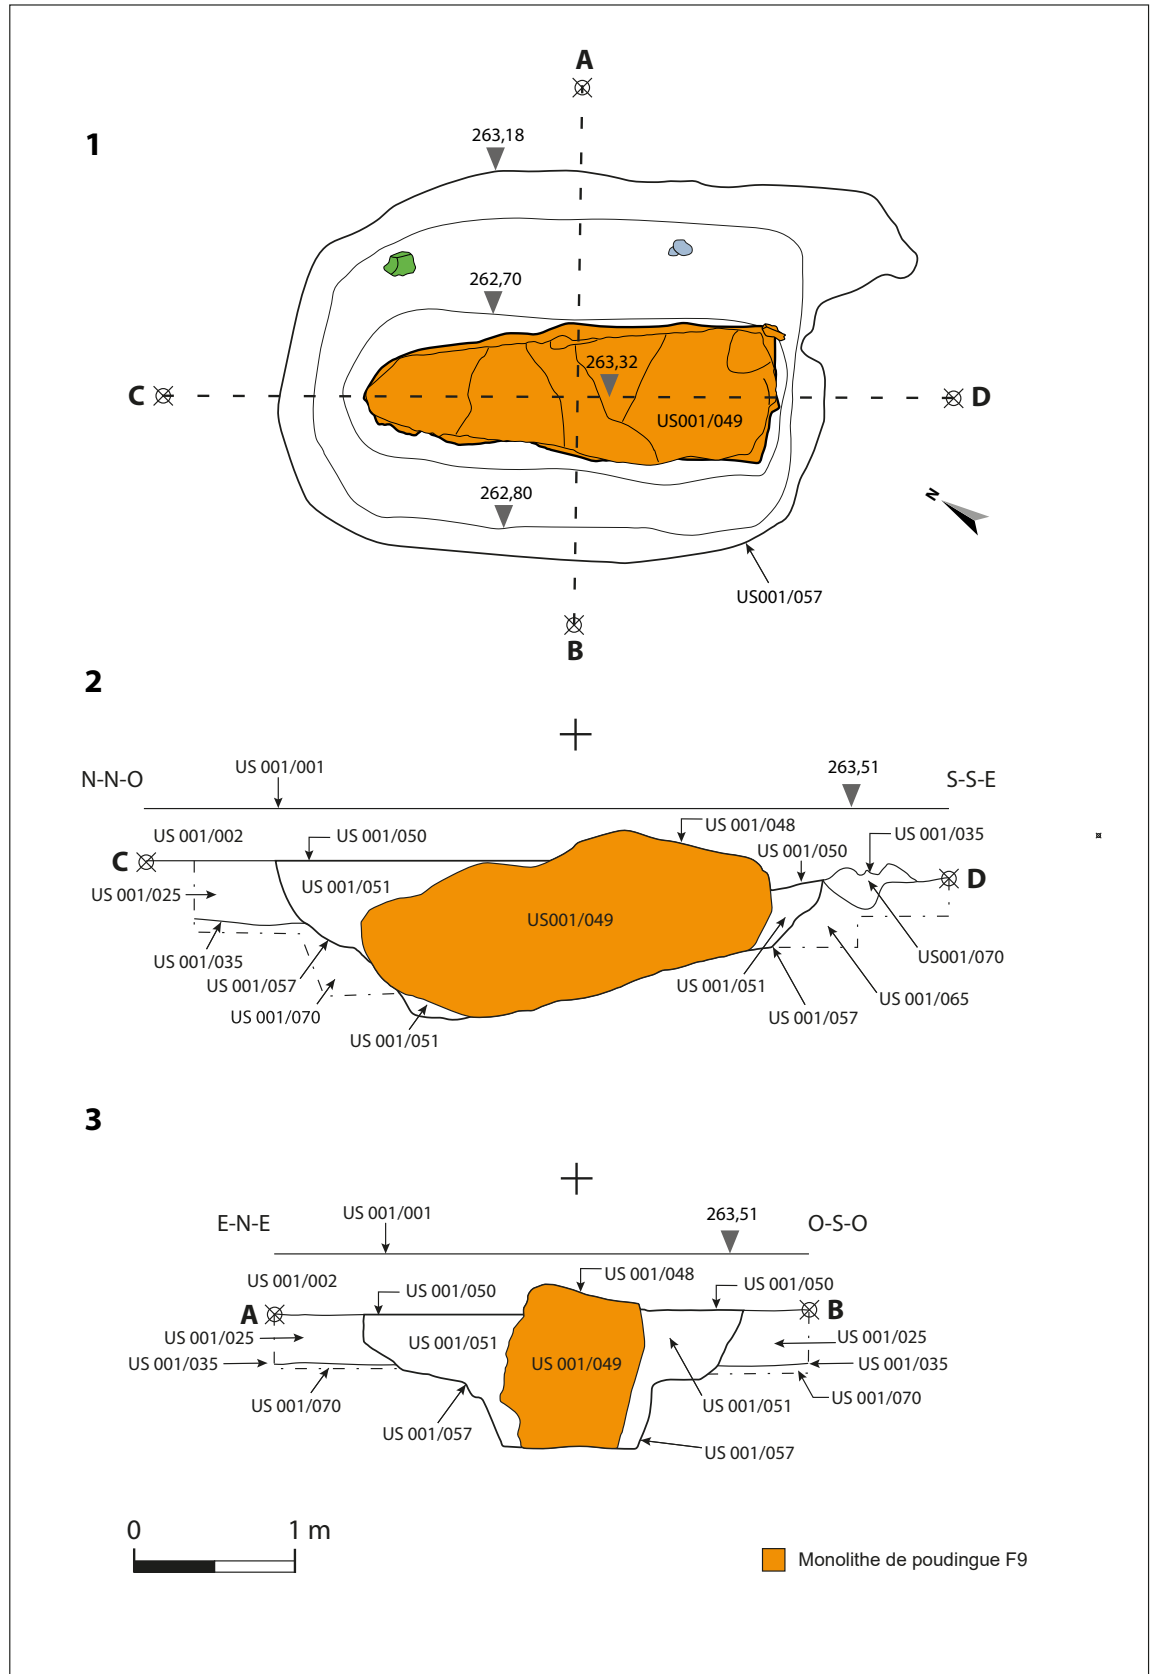 A
1
263,18
262,70
263,32
C
D
US001/049
262,80
N
US001/057
B
2
N-N-O
US 001/001
263,51
S-S-E
US 001/002
US 001/050
US 001/048
US 001/035
US 001/050
C
US 001/025
US 001/051
D
US001/049
US 001/035
US001/070
US 001/057
US 001/051
US 001/065
US 001/070
US 001/057
US 001/051
3
E-N-E
US 001/001
263,51
O-S-O
US 001/002
US 001/048
US 001/050
US 001/050
A
B
US 001/025
US 001/051
US 001/025
US 001/035
US 001/049
US 001/035
US 001/070
US 001/051
US 001/070
US 001/057
US 001/057
0 1 m
Monolithe de poudingue F9